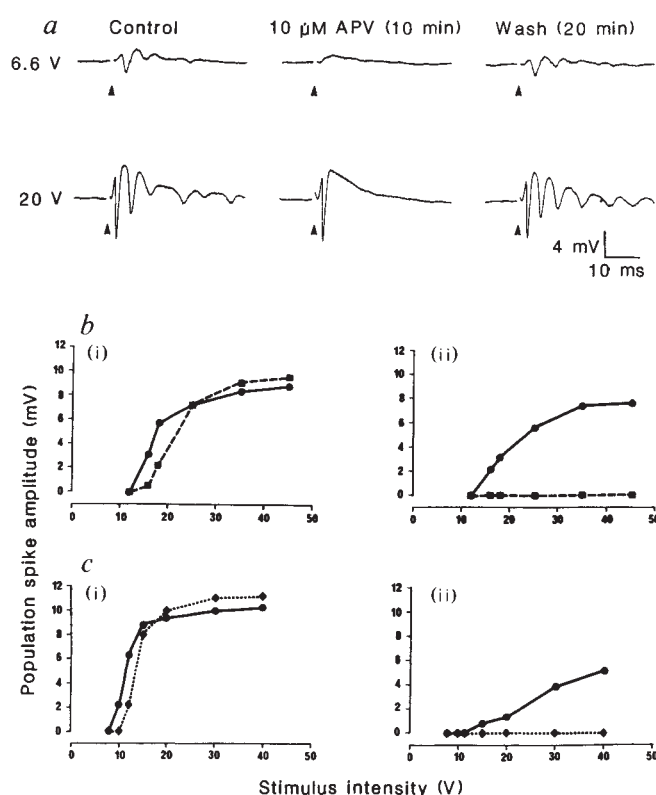 a Control 10 µM APV (10 min) Wash (20 min)
6.6 V
20 V
4 mV
10 ms
b
(i) (ii)
12 12
10 10
8 8
6 6
4 4
2 2
0 0
0 10 20 30 40 50 0 10 20 30 40 50
c
(i) (ii)
12 12
10 10
8 8
6 6
4 4
2 2
0 0
0 10 20 30 40 50 0 10 20 30 40 50
Population spike amplitude (mV)
Stimulus intensity (V)